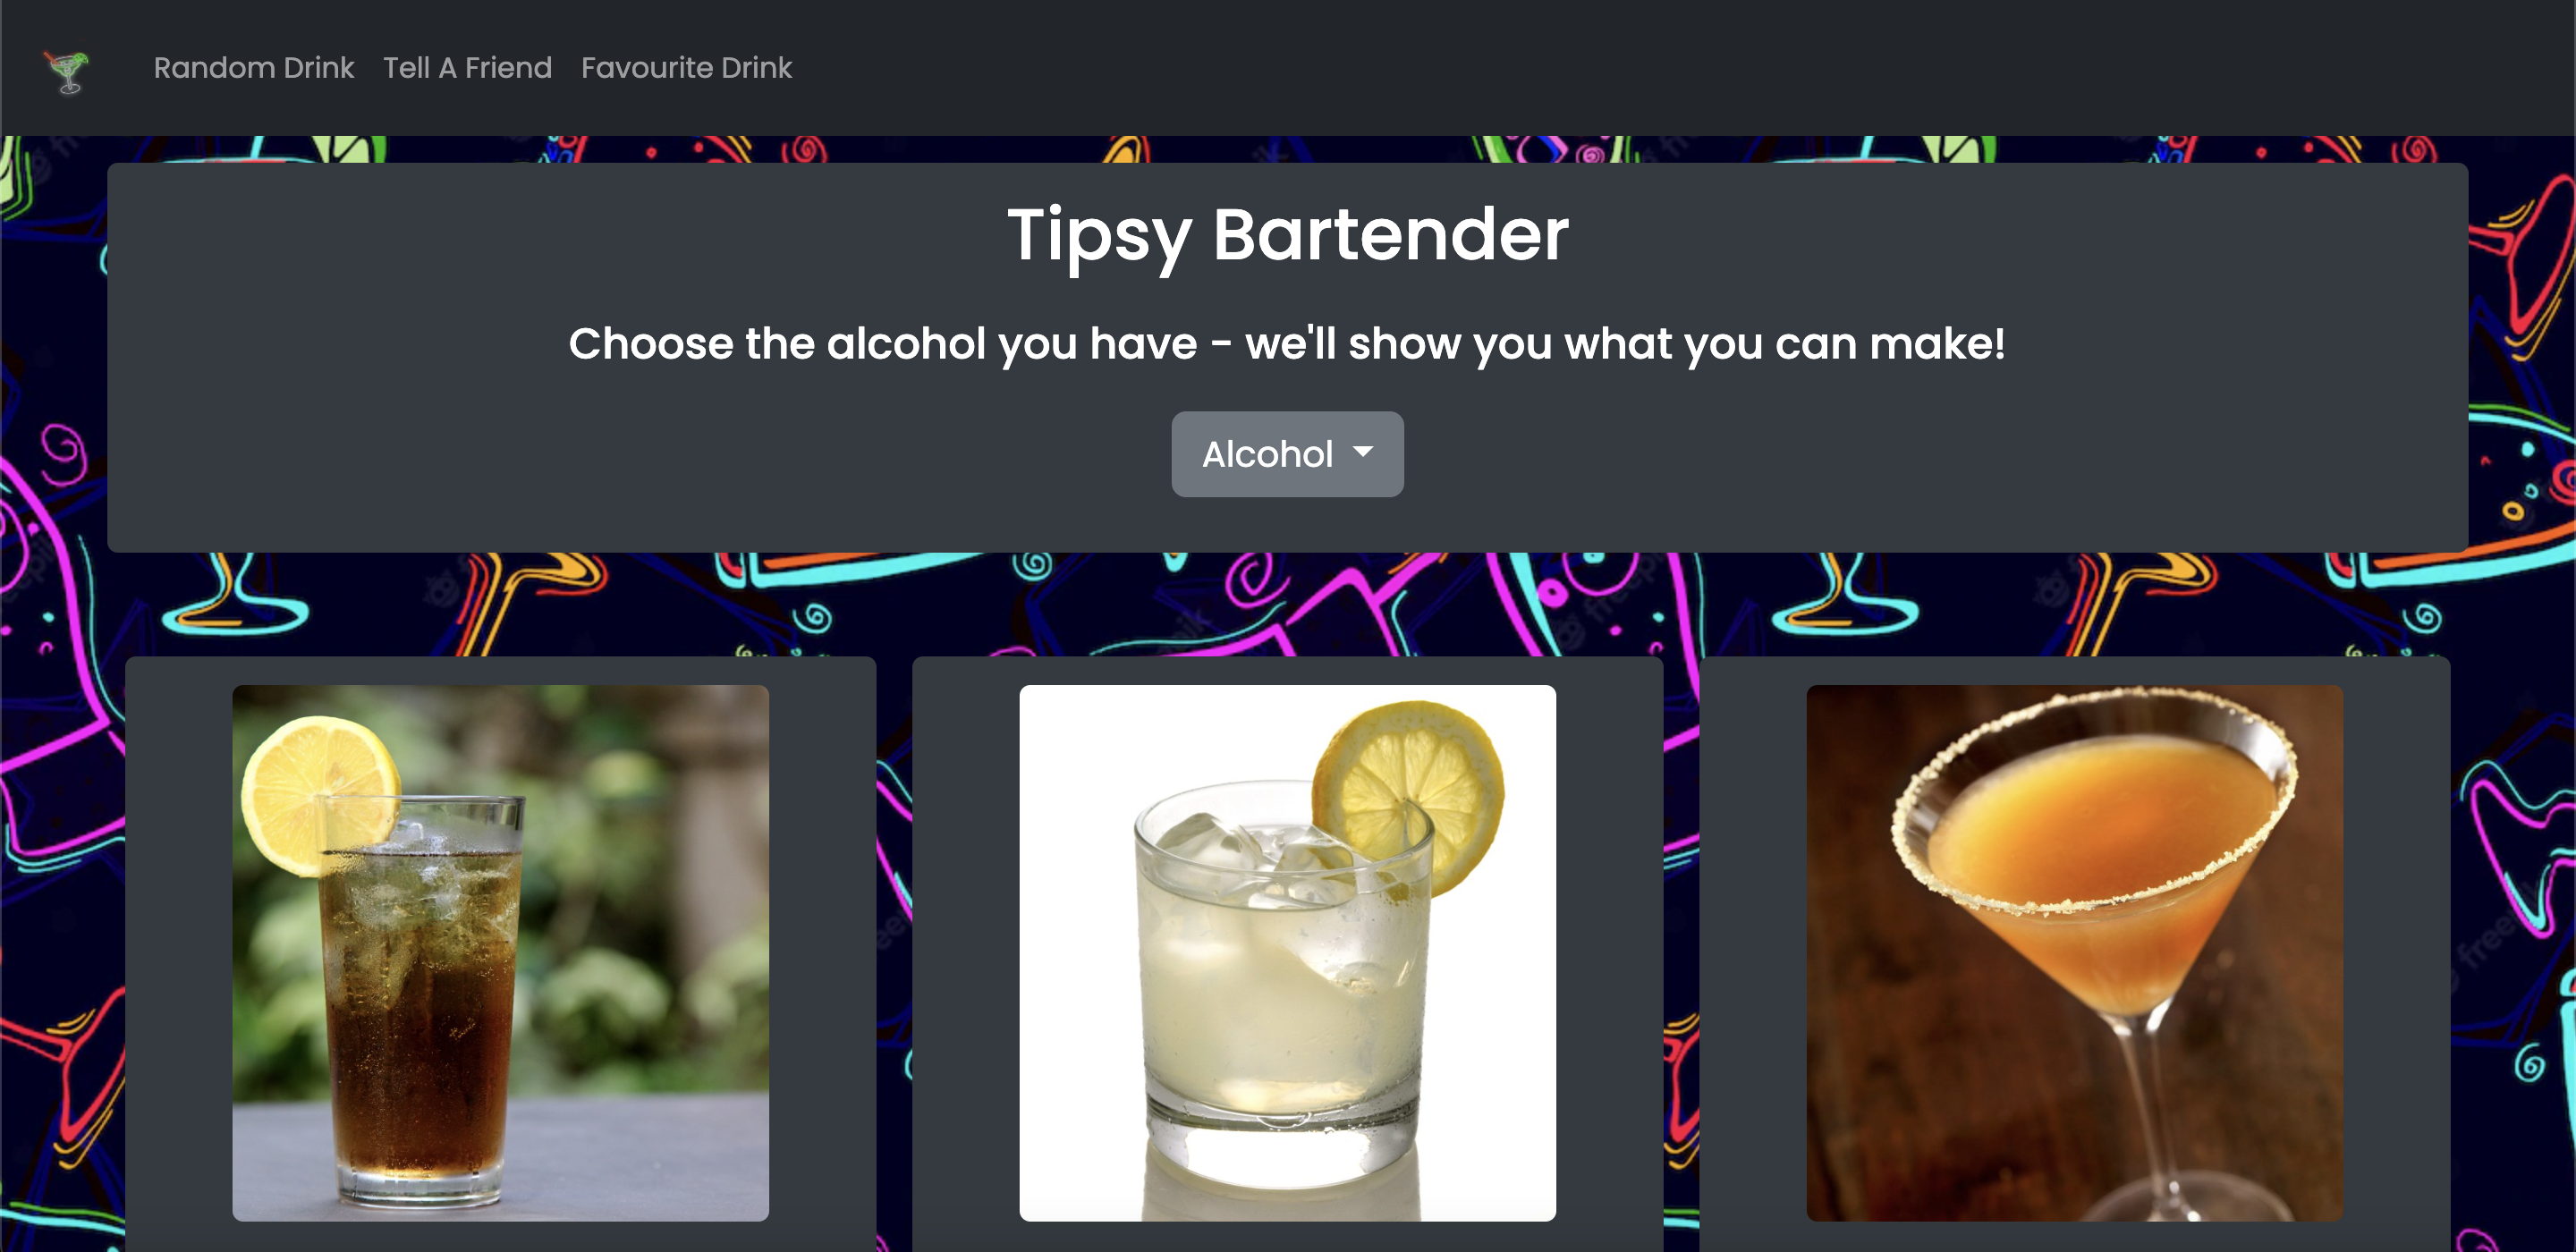 Random Drink Tell A Friend Favourite Drink
Tipsy Bartender
Choose the alcohol you have - we'll show you what you can make!
Alcohol